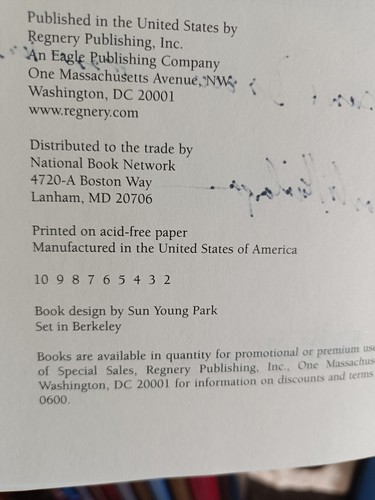 Published in the United States by
Regnery Publishing, Inc.
An Eagle Publishing Company
One Massachusetts Avenue, NW
Washington, DC 20001
www.regnery.com
Distributed to the trade by
National Book Network
4720-A Boston Way
Lanham, MD 20706
Printed on acid-free paper
Manufactured in the United States of America
10 9 8 7 6 5 4 3 2
Book design by Sun Young Park
Set in Berkeley
Books are available in quantity for promotional or premium
of Special Sales, Regnery Publishing, Inc., One
Washington, DC 20001 for information on discounts and terms
0600.